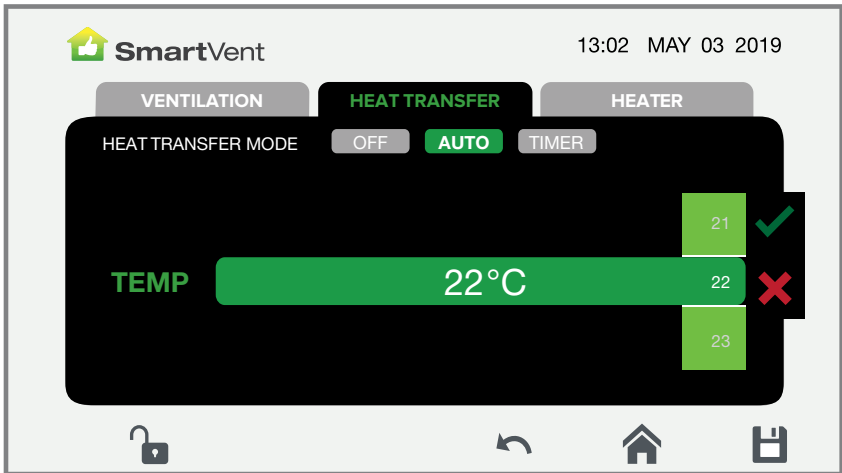 SmartVent 13:02 MAY 03 2019
VENTILATION HEAT TRANSFER HEATER
HEAT TRANSFER MODE OFF AUTO TIMER
21
TEMP 22°C 22
23